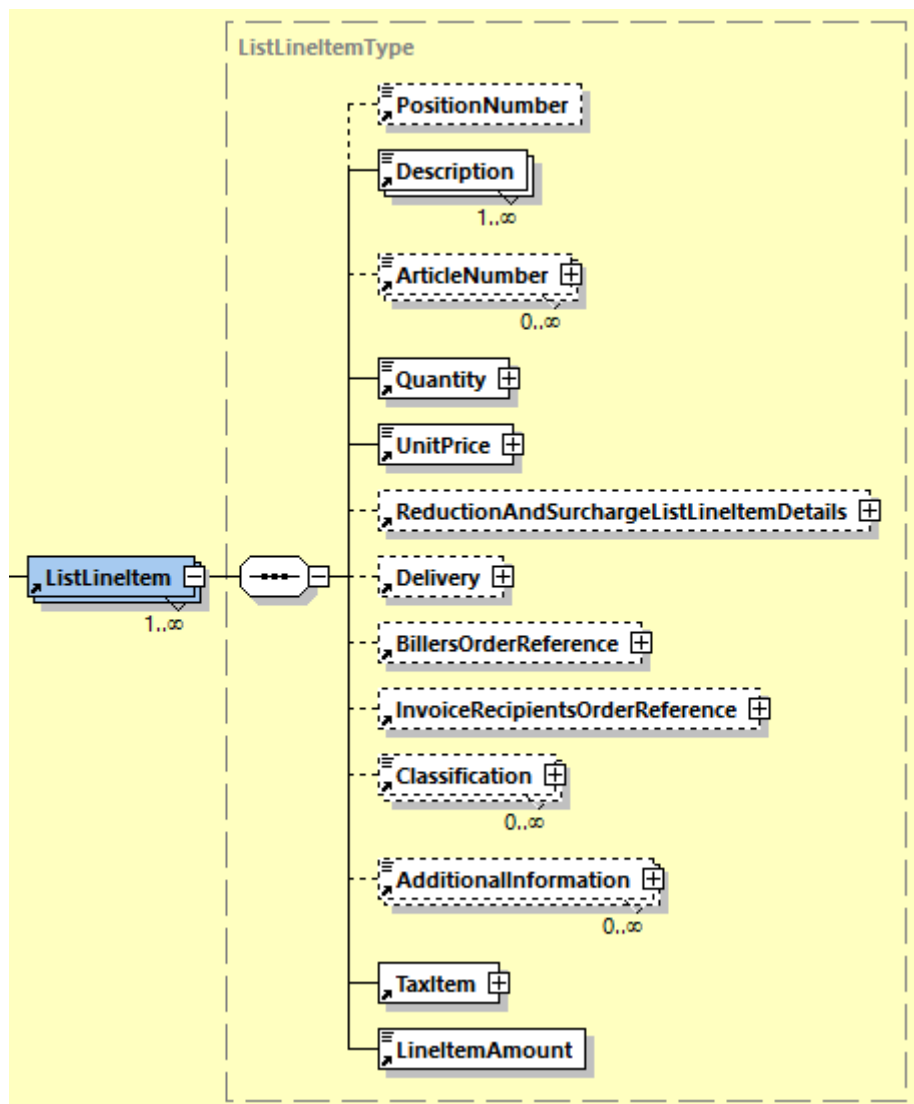 ListLineItemType
PositionNumber
Description
1..∞
ArticleNumber
0..∞
Quantity
UnitPrice
ReductionAndSurchargeListLineItemDetails
ListLineItem
1..∞
Delivery
BillersOrderReference
InvoiceRecipientsOrderReference
Classification
0..∞
AdditionalInformation
0..∞
TaxItem
LineItemAmount